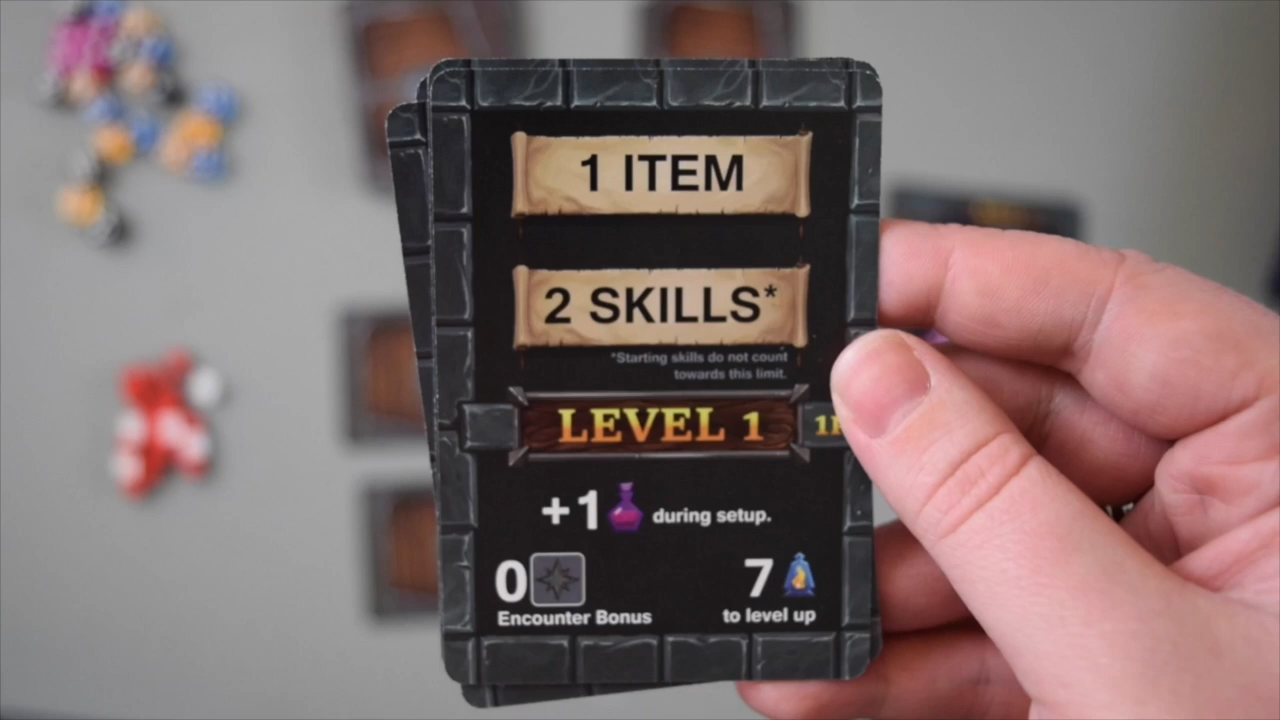 1 ITEM
2 SKILLS*
*Starting skills do not count
towards this limit.
LEVEL 1
+1 during setup.
0
7
Encounter Bonus
to level up